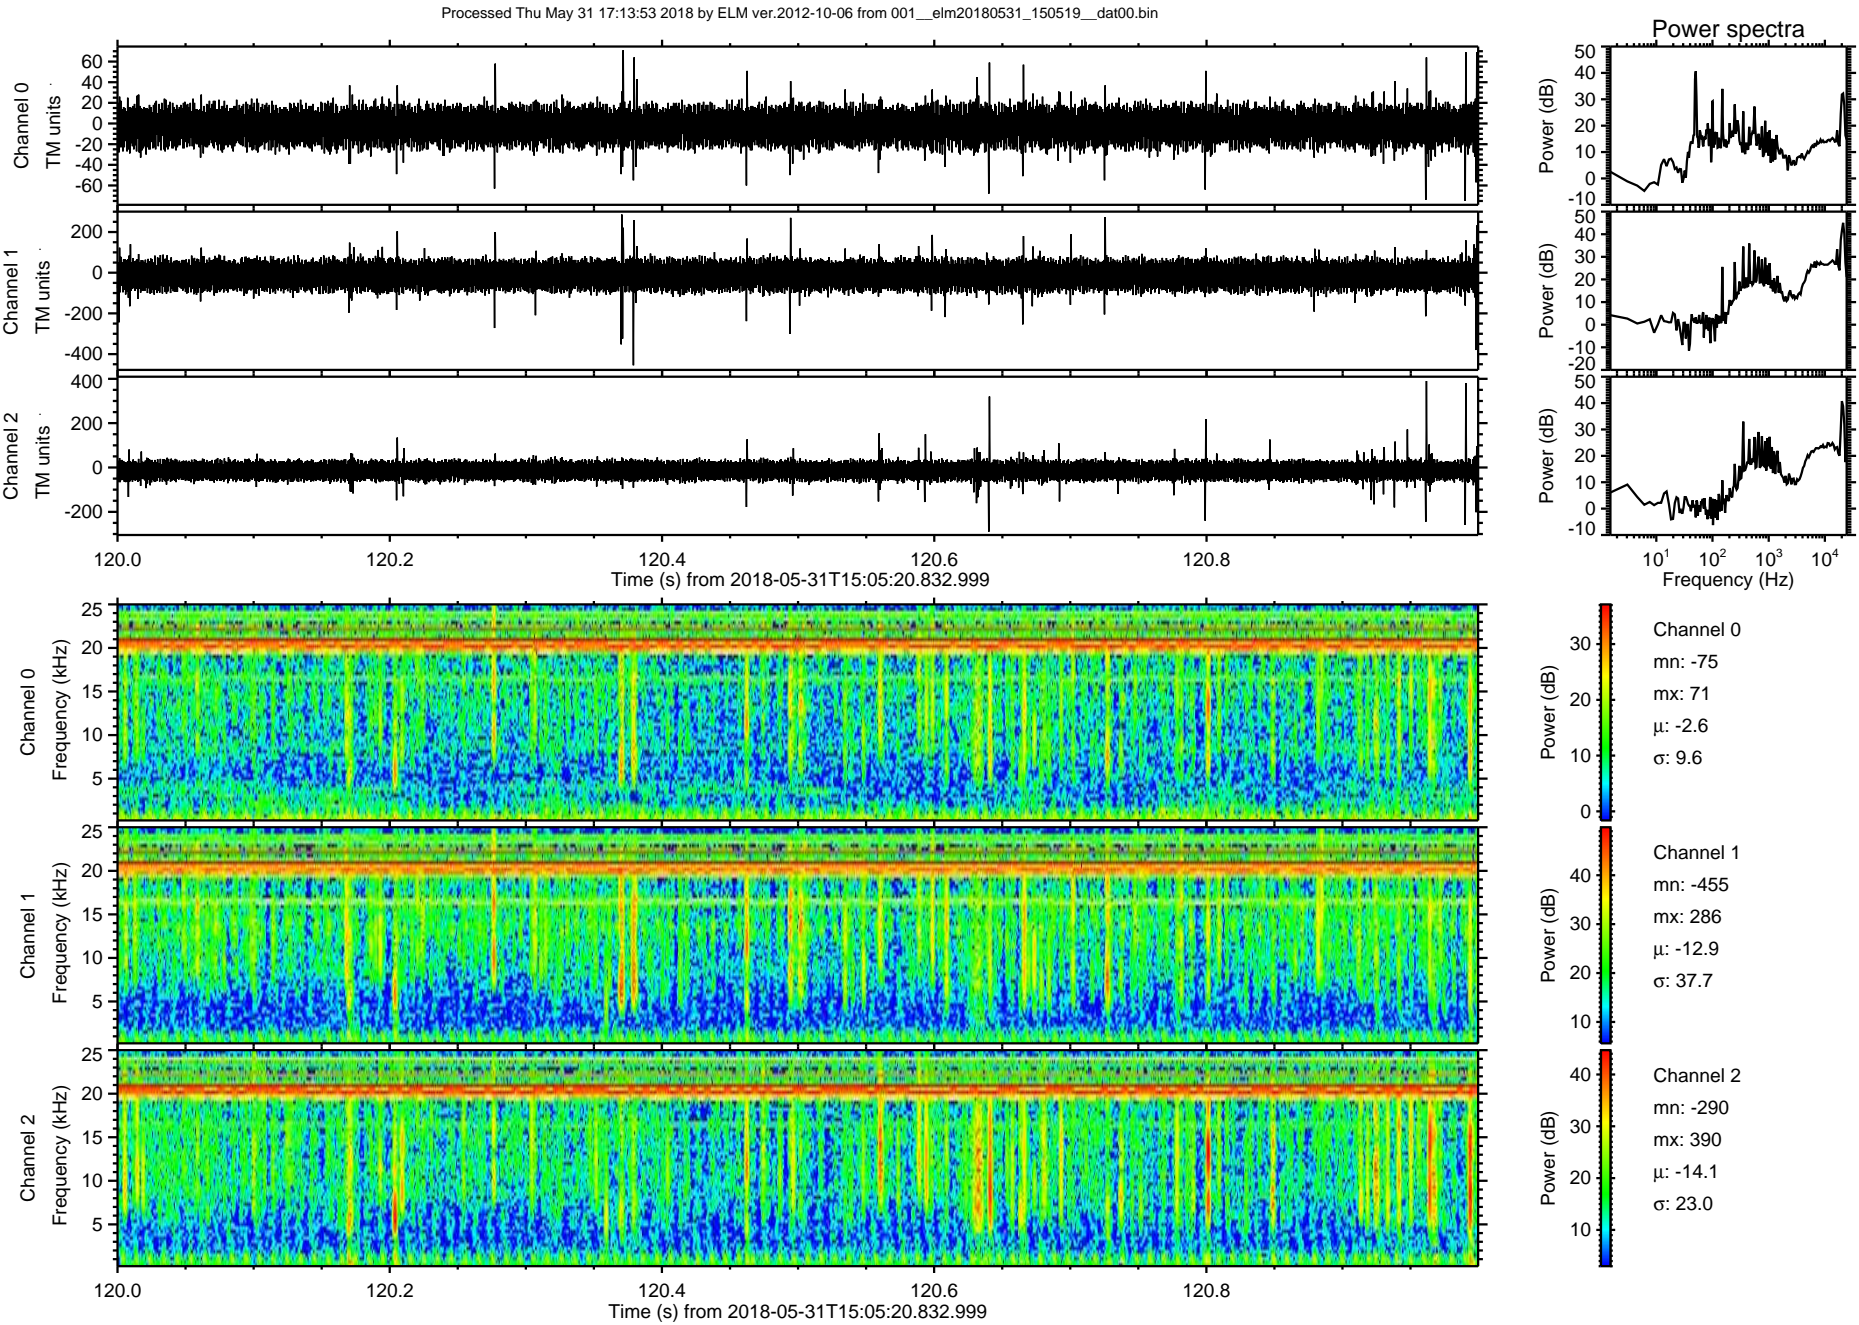 Processed Thu May 31 17:13:53 2018 by ELM ver.2012-10-06 from 001__elm20180531_150519__dat00.bin
Power spectra
Channel 0
TM units
60
40
20
0
-20
-40
-60
Power (dB)
50
40
30
20
10
0
-10
Channel 1
TM units
200
0
-200
-400
Power (dB)
50
40
30
20
10
0
-10
-20
Channel 2
TM units
400
200
0
-200
Power (dB)
50
40
30
20
10
0
-10
120.0 120.2 120.4 120.6 120.8
Time (s) from 2018-05-31T15:05:20.832.999
10¹ 10² 10³ 10⁴
Frequency (Hz)
Channel 0
Frequency (kHz)
25
20
15
10
5
Power (dB)
30
20
10
0
Channel 0
mn: -75
mx: 71
μ: -2.6
σ: 9.6
Channel 1
Frequency (kHz)
25
20
15
10
5
Power (dB)
40
30
20
10
Channel 1
mn: -455
mx: 286
μ: -12.9
σ: 37.7
Channel 2
Frequency (kHz)
25
20
15
10
5
Power (dB)
40
30
20
10
Channel 2
mn: -290
mx: 390
μ: -14.1
σ: 23.0
120.0 120.2 120.4 120.6 120.8
Time (s) from 2018-05-31T15:05:20.832.999